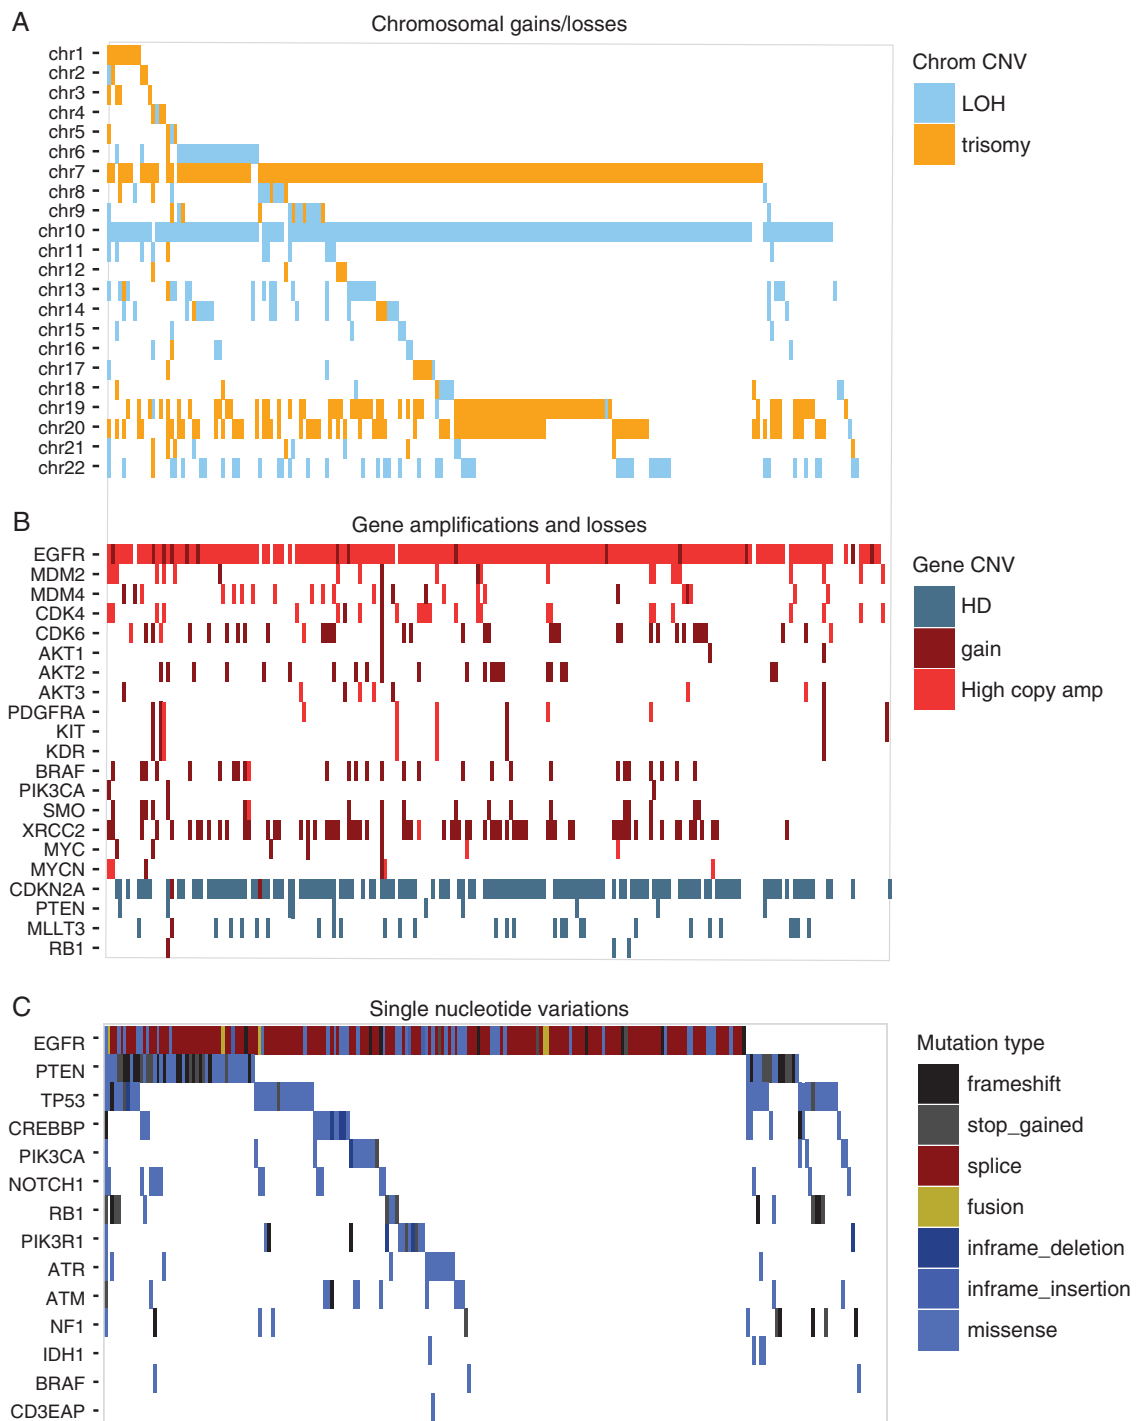 A
Chromosomal gains/losses
chr1
chr2
chr3
chr4
chr5
chr6
chr7
chr8
chr9
chr10
chr11
chr12
chr13
chr14
chr15
chr16
chr17
chr18
chr19
chr20
chr21
chr22
Chrom CNV
LOH
trisomy
B
Gene amplifications and losses
EGFR
MDM2
MDM4
CDK4
CDK6
AKT1
AKT2
AKT3
PDGFRA
KIT
KDR
BRAF
PIK3CA
SMO
XRCC2
MYC
MYCN
CDKN2A
PTEN
MLLT3
RB1
Gene CNV
HD
gain
High copy amp
C
Single nucleotide variations
EGFR
PTEN
TP53
CREBBP
PIK3CA
NOTCH1
RB1
PIK3R1
ATR
ATM
NF1
IDH1
BRAF
CD3EAP
Mutation type
frameshift
stop_gained
splice
fusion
inframe_deletion
inframe_insertion
missense